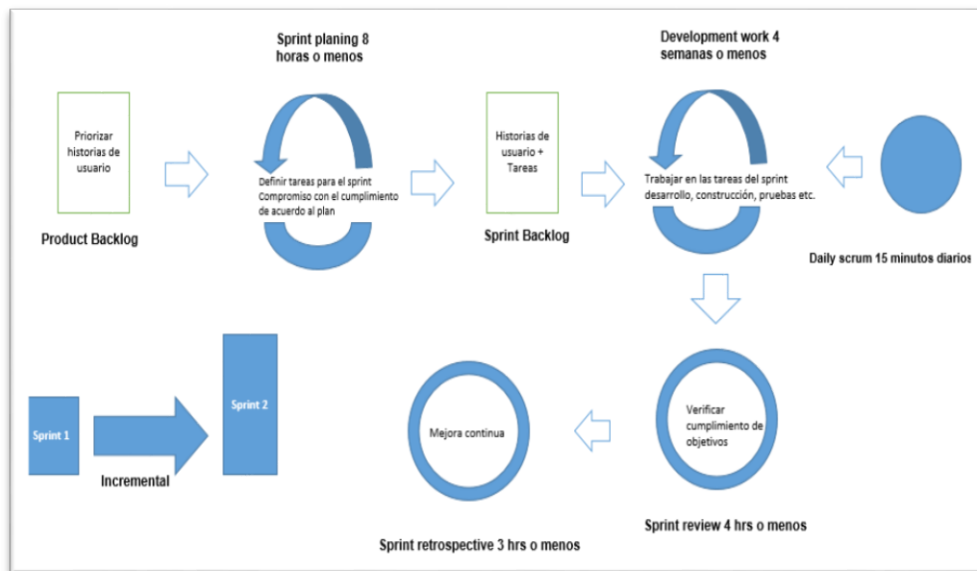 Sprint planing 8
horas o menos
Development work 4
semanas o menos
Priorizar
historias de
usuario
Product Backlog
Definir tareas para el sprint
Compromiso con el cumplimiento
de acuerdo al plan
Historias de
usuario +
Tareas
Sprint Backlog
Trabajar en las tareas del sprint
desarrollo, construcción, pruebas etc.
Daily scrum 15 minutos diarios
Sprint 1
Incremental
Sprint 2
Mejora continua
Sprint retrospective 3 hrs o menos
Verificar
cumplimiento de
objetivos
Sprint review 4 hrs o menos